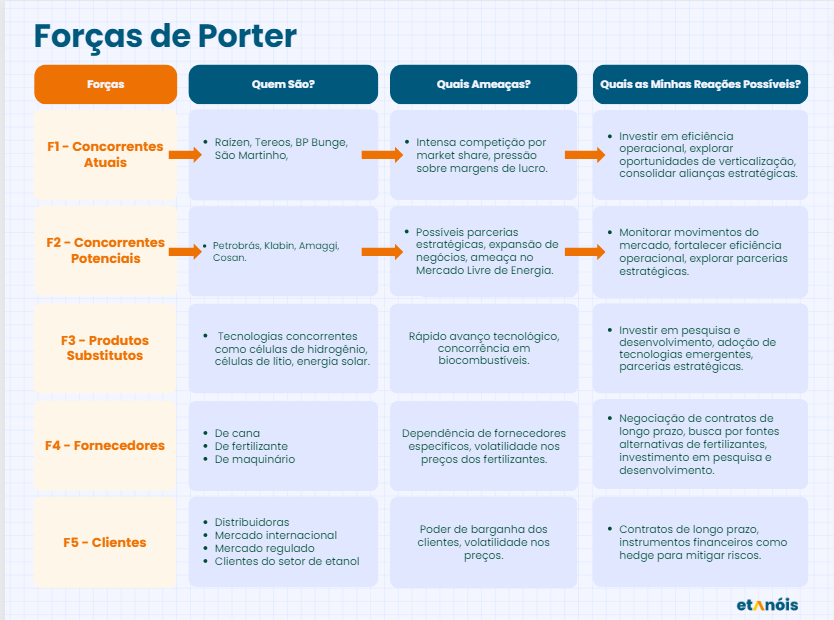 Forças de Porter
Forças
Quem São?
Quais Ameaças?
Quais as Minhas Reações Possíveis?
F1 - Concorrentes
Atuais
• Raízen, Tereos, BP Bunge,
São Martinho,
• Intensa competição por
market share, pressão
sobre margens de lucro.
• Investir em eficiência
operacional, explorar
oportunidades de verticalização,
consolidar alianças estratégicas.
F2 - Concorrentes
Potenciais
• Petrobrás, Klabin, Amaggi,
Cosan.
• Possíveis parcerias
estratégicas, expansão de
negócios, ameaça no
Mercado Livre de Energia.
• Monitorar movimentos do
mercado, fortalecer eficiência
operacional, explorar parcerias
estratégicas.
F3 - Produtos
Substitutos
• Tecnologias concorrentes
como células de hidrogênio,
células de lítio, energia solar.
Rápido avanço tecnológico,
concorrência em
biocombustíveis.
• Investir em pesquisa e
desenvolvimento, adoção de
tecnologias emergentes,
parcerias estratégicas.
F4 - Fornecedores
• De cana
• De fertilizante
• De maquinário
Dependência de fornecedores
específicos, volatilidade nos
preços dos fertilizantes.
• Negociação de contratos de
longo prazo, busca por fontes
alternativas de fertilizantes,
investimento em pesquisa e
desenvolvimento.
F5 - Clientes
• Distribuidoras
• Mercado internacional
• Mercado regulado
• Clientes do setor de etanol
Poder de barganha dos
clientes, volatilidade nos
preços.
• Contratos de longo prazo,
instrumentos financeiros como
hedge para mitigar riscos.
etanóis